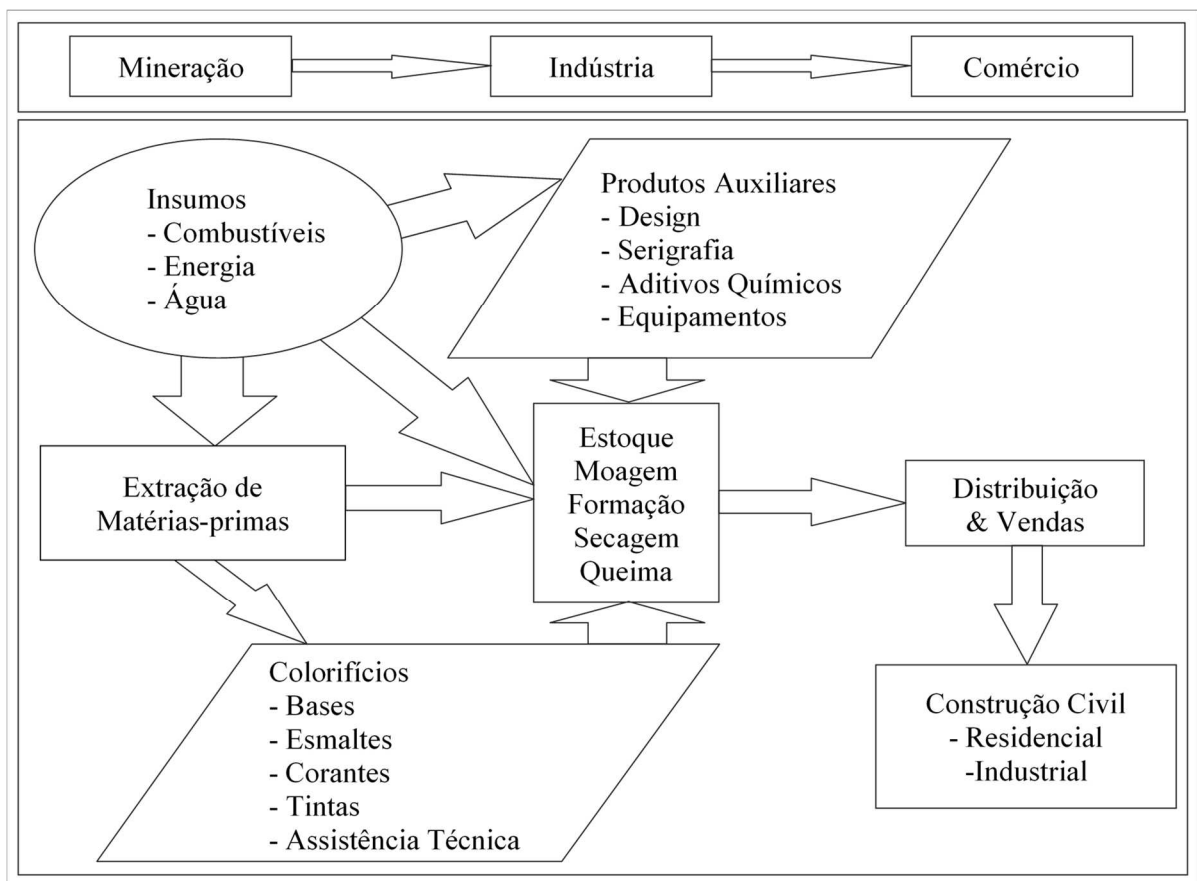 Mineração
Indústria
Comércio
Insumos
- Combustíveis
- Energia
- Água
Produtos Auxiliares
- Design
- Serigrafia
- Aditivos Químicos
- Equipamentos
Extração de
Matérias-primas
Estoque
Moagem
Formação
Secagem
Queima
Distribuição
& Vendas
Colorifícios
- Bases
- Esmaltes
- Corantes
- Tintas
- Assistência Técnica
Construção Civil
- Residencial
-Industrial